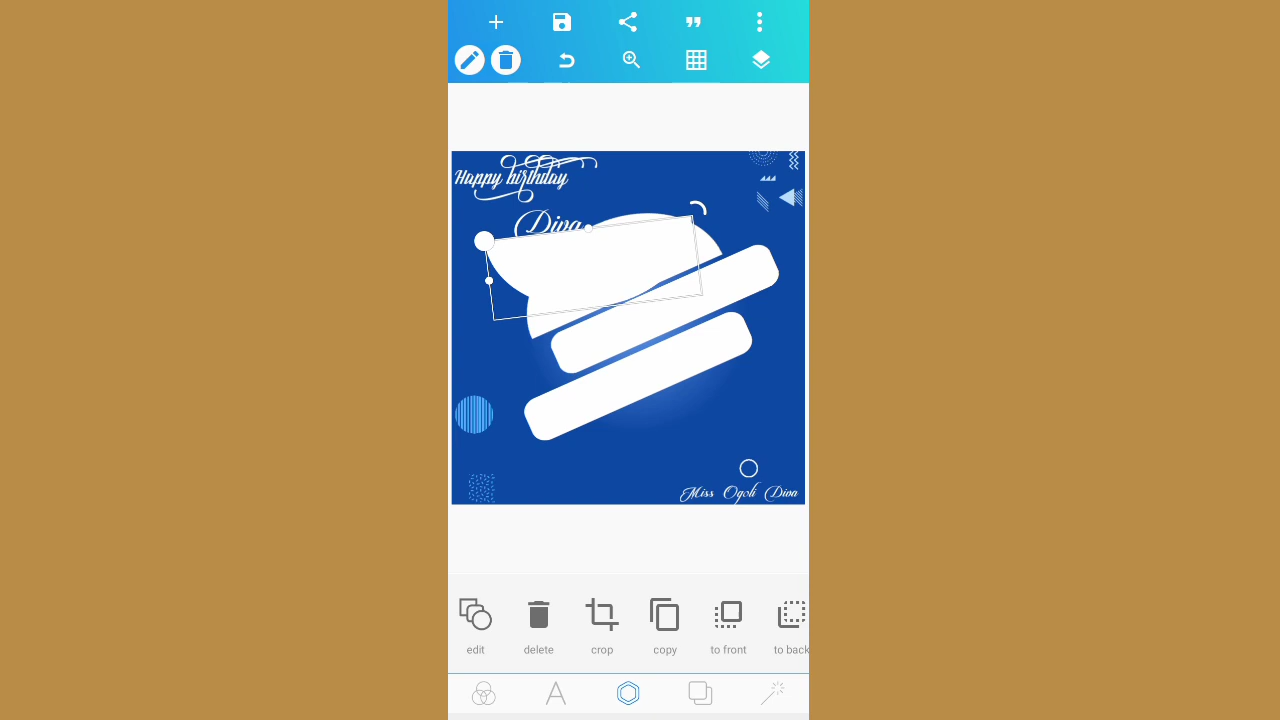 Happy birthday
Diva
Miss Ogoli Diva
edit delete crop copy to front to back